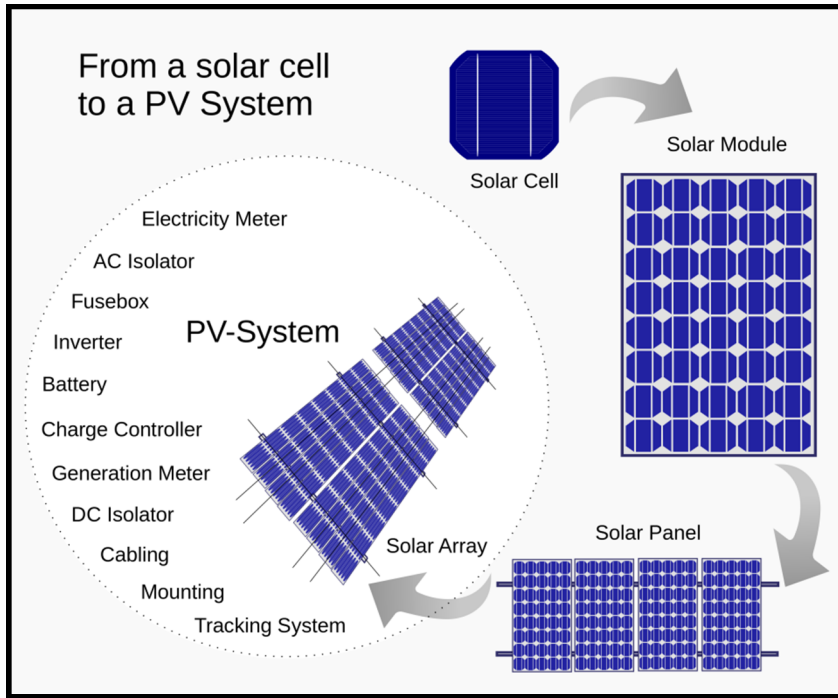 From a solar cell
to a PV System
Solar Cell
Solar Module
Solar Panel
Solar Array
PV-System
Electricity Meter
AC Isolator
Fusebox
Inverter
Battery
Charge Controller
Generation Meter
DC Isolator
Cabling
Mounting
Tracking System